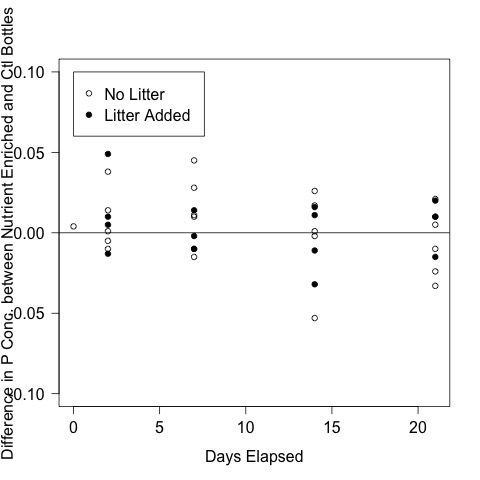 Difference in P Conc. between Nutrient Enriched and Ctl Bottles
0.10
0.05
0.00
-0.05
-0.10
No Litter
Litter Added
0 5 10 15 20
Days Elapsed